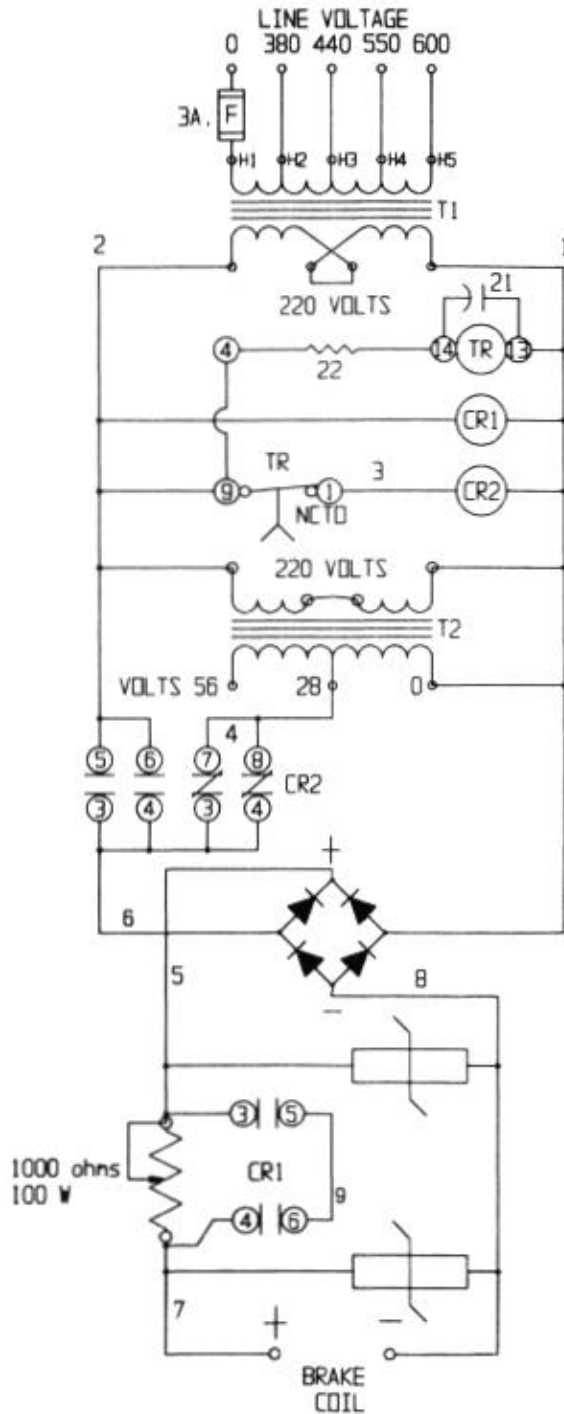 LINE VOLTAGE
0 380 440 550 600
3A. F
H1 H2 H3 H4 H5
T1
2 1
220 VOLTS
21
4 14 TR 13
22
CR1
TR
9 1 3 CR2
NCTO
220 VOLTS
T2
VOLTS 56 28 0
4
5 6 7 8
CR2
3 4 3 4
+
6
5 8
-
3 5
1000 ohms
100 W
CR1
9
4 6
7
+ -
BRAKE
COIL